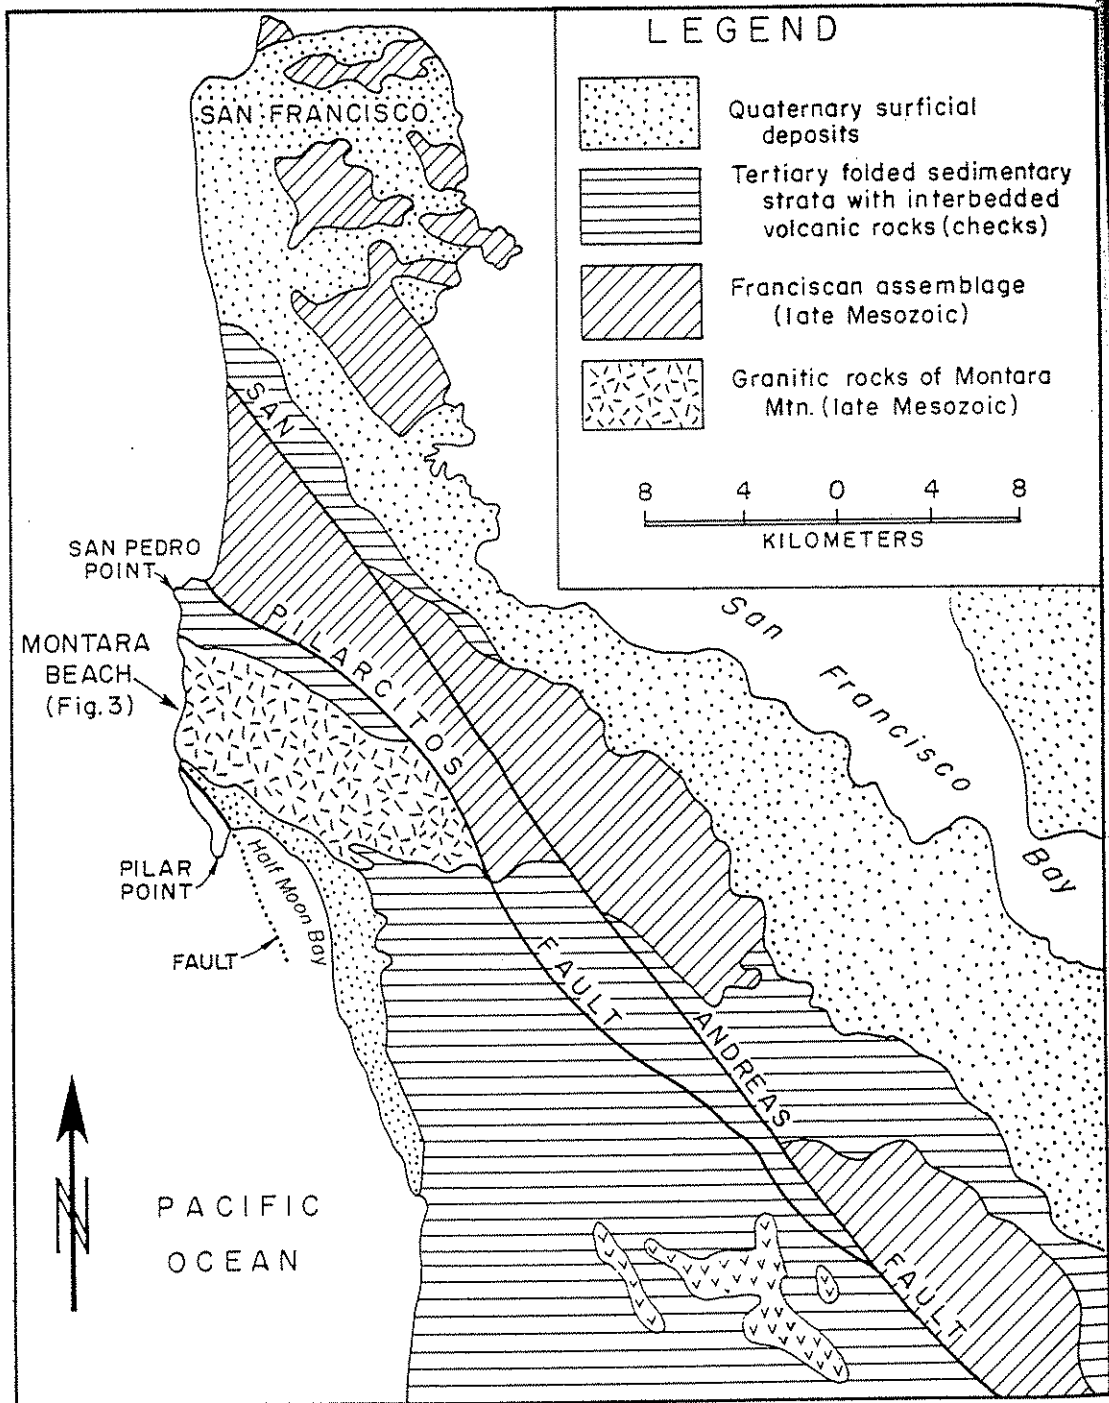 LEGEND
Quaternary surficial
deposits
Tertiary folded sedimentary
strata with interbedded
volcanic rocks (checks)
Franciscan assemblage
(late Mesozoic)
Granitic rocks of Montara
Mtn. (late Mesozoic)
8 4 0 4 8
KILOMETERS
SAN FRANCISCO
SAN ANDREAS FAULT
SAN PEDRO
POINT
PILARCITOS FAULT
MONTARA
BEACH
(Fig. 3)
San Francisco Bay
PILAR
POINT
Half Moon Bay
FAULT
N
PACIFIC
OCEAN